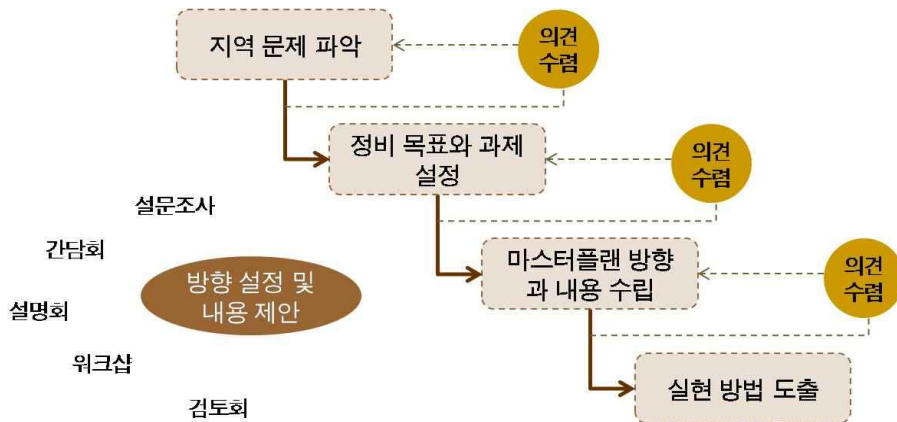 지역 문제 파악
의견
수렴
정비 목표와 과제
설정
의견
수렴
마스터플랜 방향
과 내용 수립
의견
수렴
실현 방법 도출
설문조사
간담회
방향 설정 및
내용 제안
설명회
워크샵
검토회